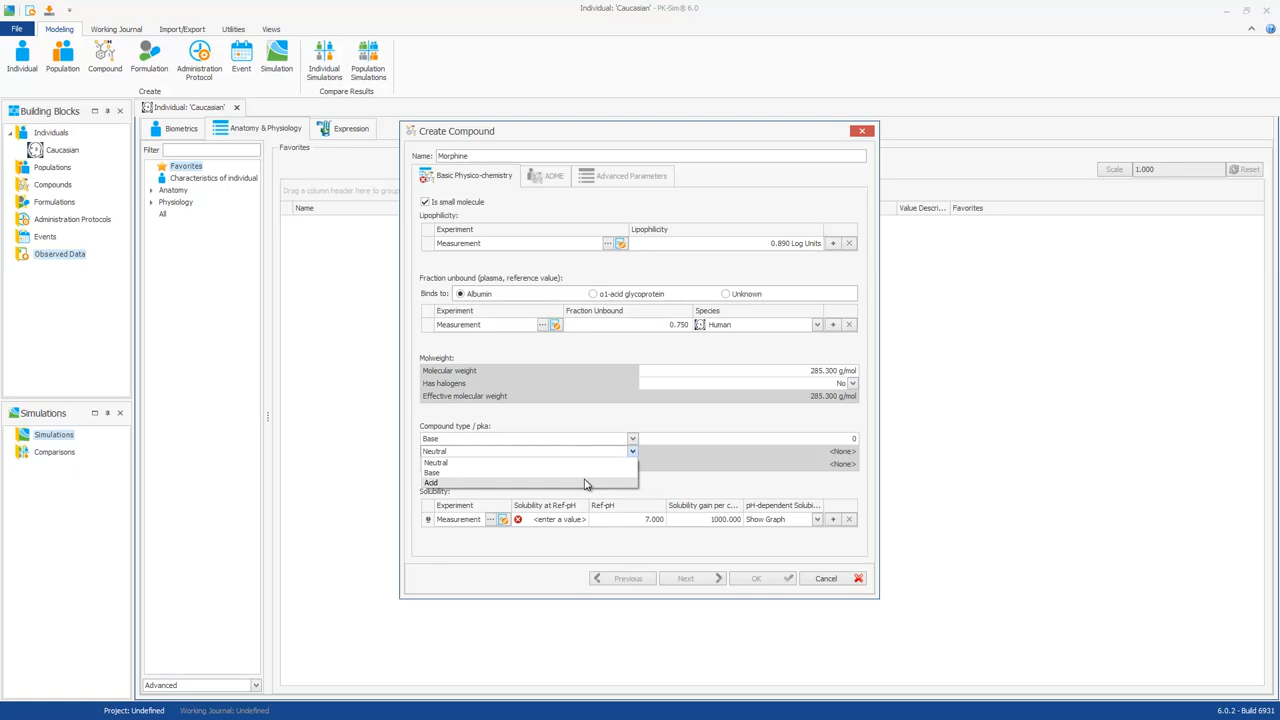 Individual: 'Caucasian' - PK-Sim® 6.0
File Modeling Working Journal Import/Export Utilities Views
Individual Population Compound Formulation Administration Protocol Event Simulation Individual Simulations Population Simulations
Create Compare Results
Building Blocks
Individuals
Caucasian
Populations
Compounds
Formulations
Administration Protocols
Events
Observed Data
Simulations
Simulations
Comparisons
Individual: 'Caucasian'
Biometrics Anatomy & Physiology Expression
Filter
Favorites
Characteristics of individual
Anatomy
Physiology
All
Advanced
Favorites
Scale 1.000 Reset
Drag a column header here to grou
Name Value Descri... Favorites
Create Compound
Name: Morphine
Basic Physico-chemistry ADME Advanced Parameters
Is small molecule
Lipophilicity:
Experiment Lipophilicity
Measurement 0.890 Log Units
Fraction unbound (plasma, reference value):
Binds to: Albumin α1-acid glycoprotein Unknown
Experiment Fraction Unbound Species
Measurement 0.750 Human
Molweight:
Molecular weight 285.300 g/mol
Has halogens No
Effective molecular weight 285.300 g/mol
Compound type / pka:
Base 0
Neutral <None>
Neutral <None>
Base
Acid
Solubility:
Experiment Solubility at Ref-pH Ref-pH Solubility gain per c... pH-dependent Solubi...
Measurement <enter a value> 7.000 1000.000 Show Graph
Previous Next OK Cancel
Project: Undefined Working Journal: Undefined 6.0.2 - Build 6931